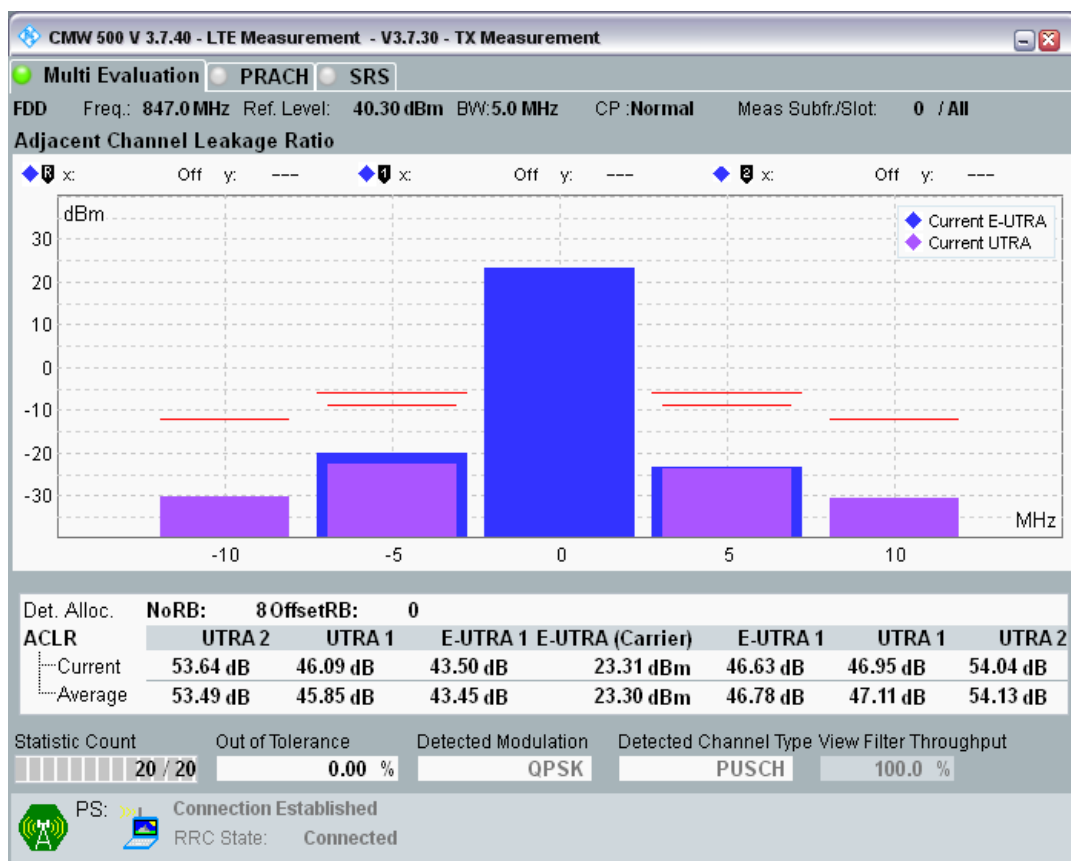 CMW 500 V 3.7.40 - LTE Measurement - V3.7.30 - TX Measurement
Multi Evaluation PRACH SRS
FDD Freq.: 847.0 MHz Ref. Level: 40.30 dBm BW:5.0 MHz CP :Normal Meas Subfr./Slot: 0 / All
Adjacent Channel Leakage Ratio
R x: Off y: --- 1 x: Off y: --- 2 x: Off y: ---
dBm
Current E-UTRA
Current UTRA
30
20
10
0
-10
-20
-30
MHz
-10 -5 0 5 10
Det. Alloc. NoRB: 8 OffsetRB: 0
ACLR UTRA 2 UTRA 1 E-UTRA 1 E-UTRA (Carrier) E-UTRA 1 UTRA 1 UTRA 2
Current 53.64 dB 46.09 dB 43.50 dB 23.31 dBm 46.63 dB 46.95 dB 54.04 dB
Average 53.49 dB 45.85 dB 43.45 dB 23.30 dBm 46.78 dB 47.11 dB 54.13 dB
Statistic Count Out of Tolerance Detected Modulation Detected Channel Type View Filter Throughput
20 / 20 0.00 % QPSK PUSCH 100.0 %
PS: Connection Established
RRC State: Connected